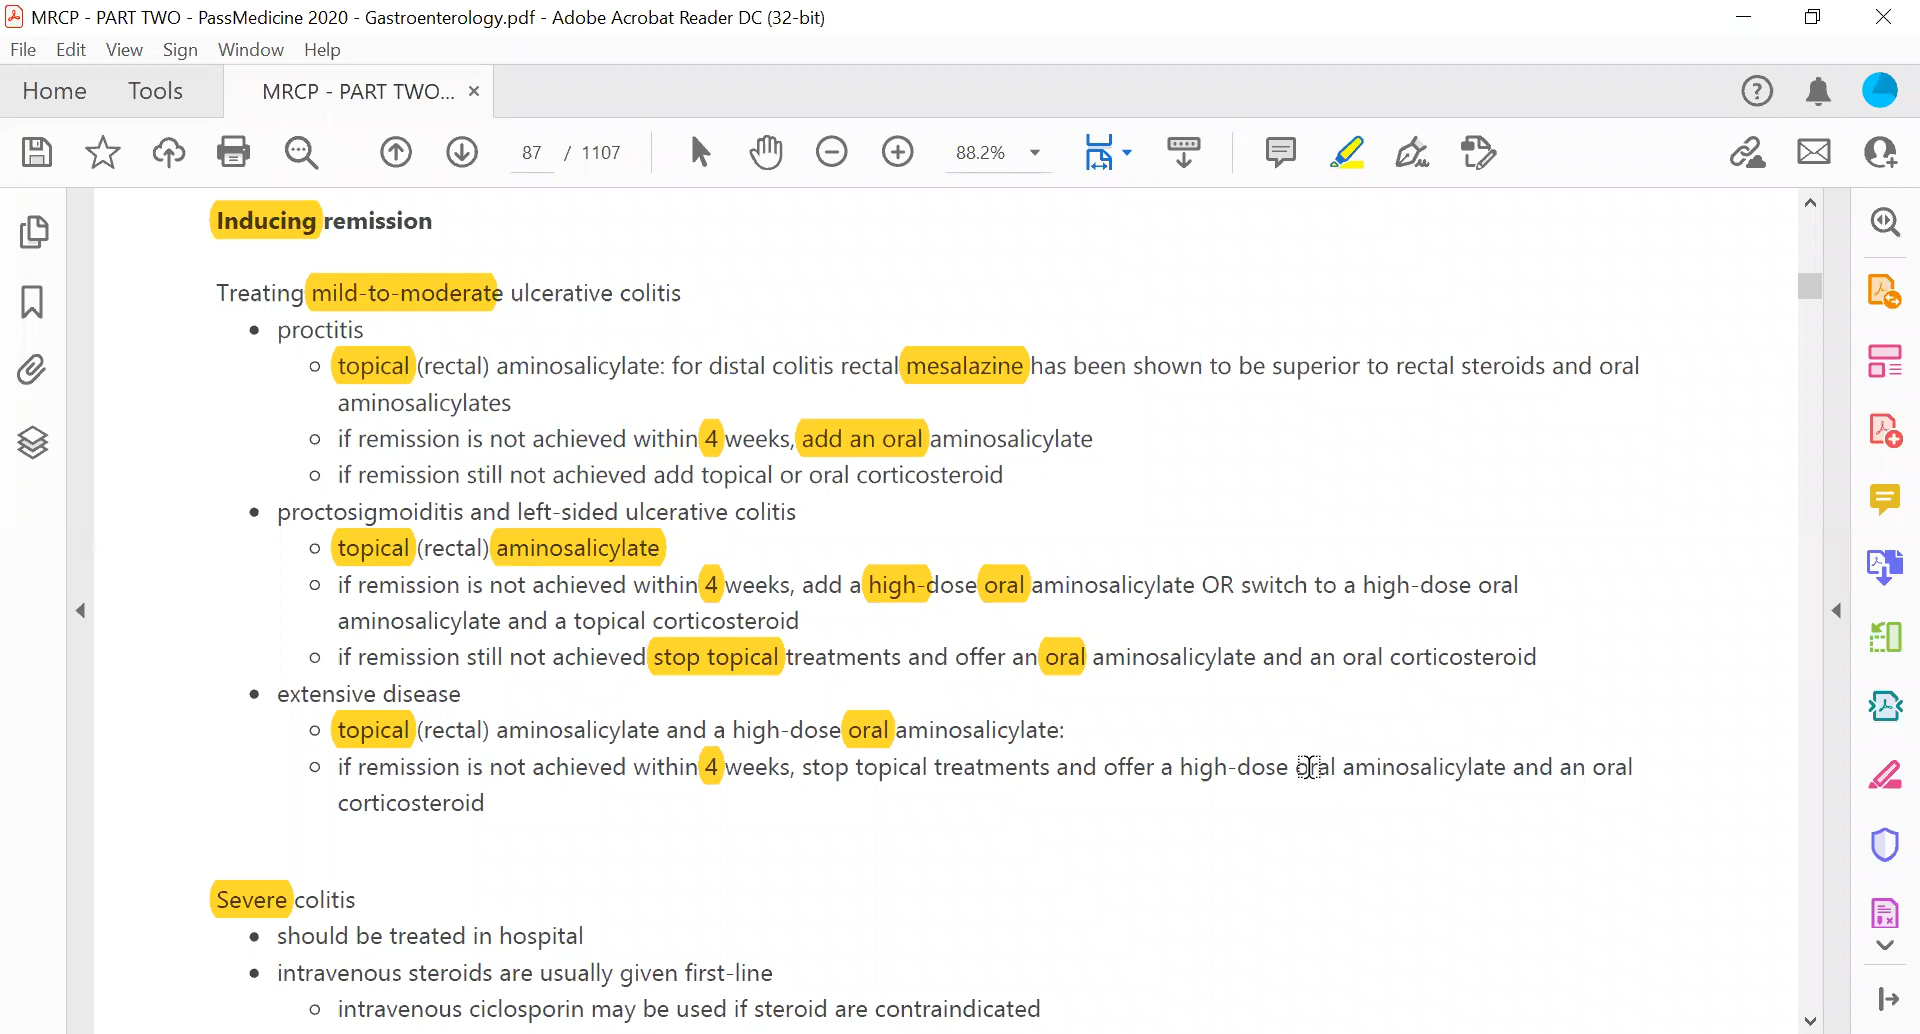 MRCP - PART TWO - PassMedicine 2020 - Gastroenterology.pdf - Adobe Acrobat Reader DC (32-bit)
File Edit View Sign Window Help
Home Tools MRCP - PART TWO... ×
87 / 1107 88.2%
Inducing remission
Treating mild-to-moderate ulcerative colitis
• proctitis
○ topical (rectal) aminosalicylate: for distal colitis rectal mesalazine has been shown to be superior to rectal steroids and oral
aminosalicylates
○ if remission is not achieved within 4 weeks, add an oral aminosalicylate
○ if remission still not achieved add topical or oral corticosteroid
• proctosigmoiditis and left-sided ulcerative colitis
○ topical (rectal) aminosalicylate
○ if remission is not achieved within 4 weeks, add a high-dose oral aminosalicylate OR switch to a high-dose oral
aminosalicylate and a topical corticosteroid
○ if remission still not achieved stop topical treatments and offer an oral aminosalicylate and an oral corticosteroid
• extensive disease
○ topical (rectal) aminosalicylate and a high-dose oral aminosalicylate:
○ if remission is not achieved within 4 weeks, stop topical treatments and offer a high-dose oral aminosalicylate and an oral
corticosteroid
Severe colitis
• should be treated in hospital
• intravenous steroids are usually given first-line
○ intravenous ciclosporin may be used if steroid are contraindicated